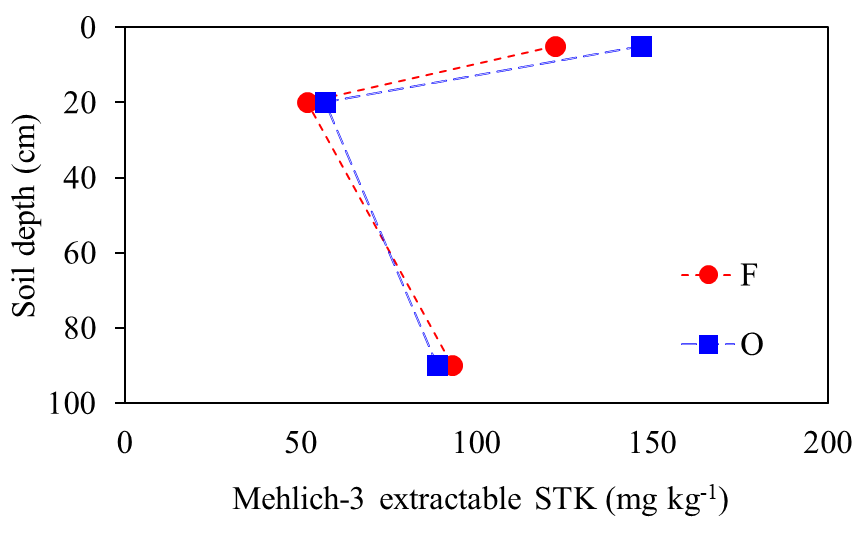 0
20
40
60
80
100
Soil depth (cm)
F
O
0 50 100 150 200
Mehlich-3 extractable STK (mg kg⁻¹)